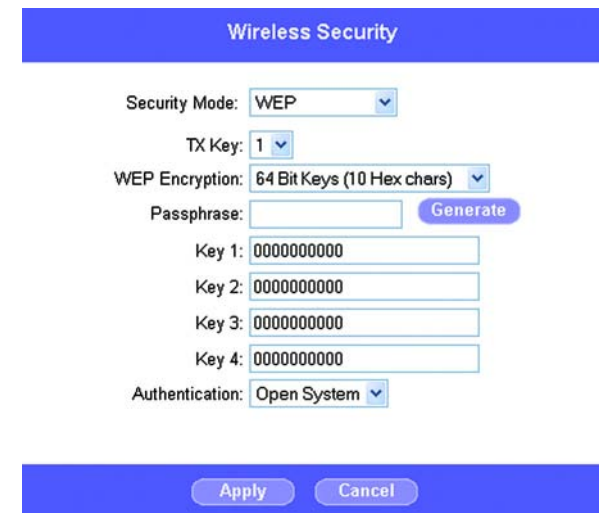 Wireless Security
Security Mode: WEP
TX Key: 1
WEP Encryption: 64 Bit Keys (10 Hex chars)
Passphrase: Generate
Key 1: 0000000000
Key 2: 0000000000
Key 3: 0000000000
Key 4: 0000000000
Authentication: Open System
Apply Cancel